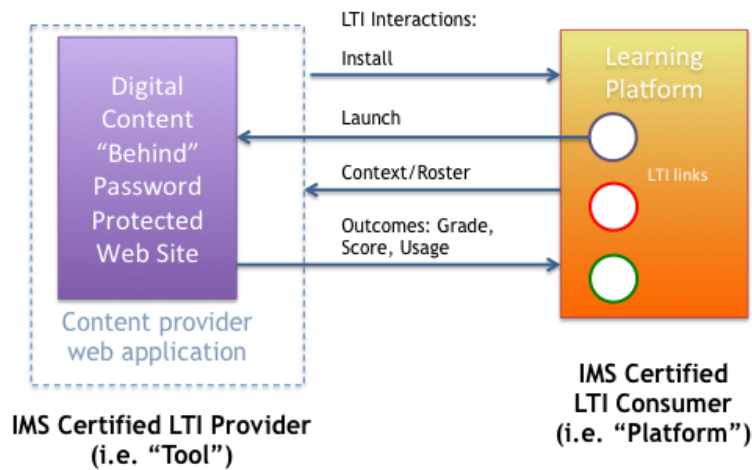 LTI Interactions:
Install
Launch
Context/Roster
Outcomes: Grade,
Score, Usage
Digital
Content
“Behind”
Password
Protected
Web Site
Content provider
web application
IMS Certified LTI Provider
(i.e. “Tool”)
Learning
Platform
LTI links
IMS Certified
LTI Consumer
(i.e. “Platform”)